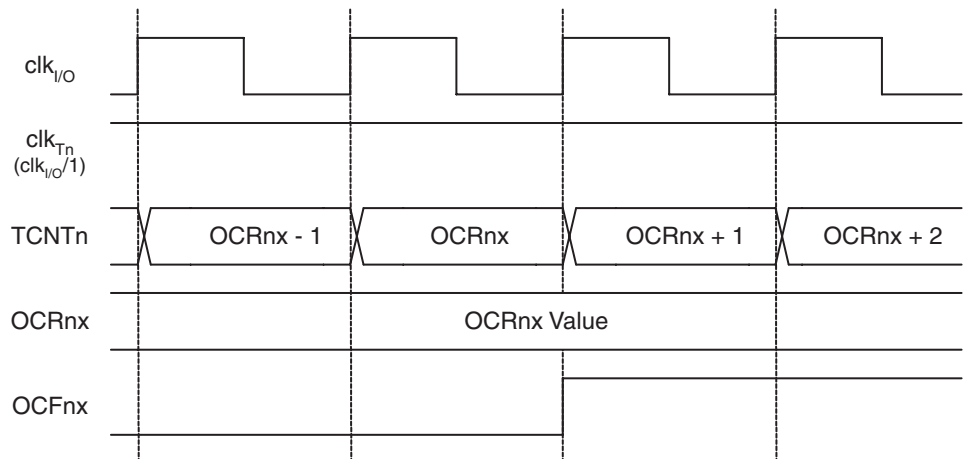 clkI/O
clkTn
(clkI/O/1)
TCNTn OCRnx - 1 OCRnx OCRnx + 1 OCRnx + 2
OCRnx OCRnx Value
OCFnx